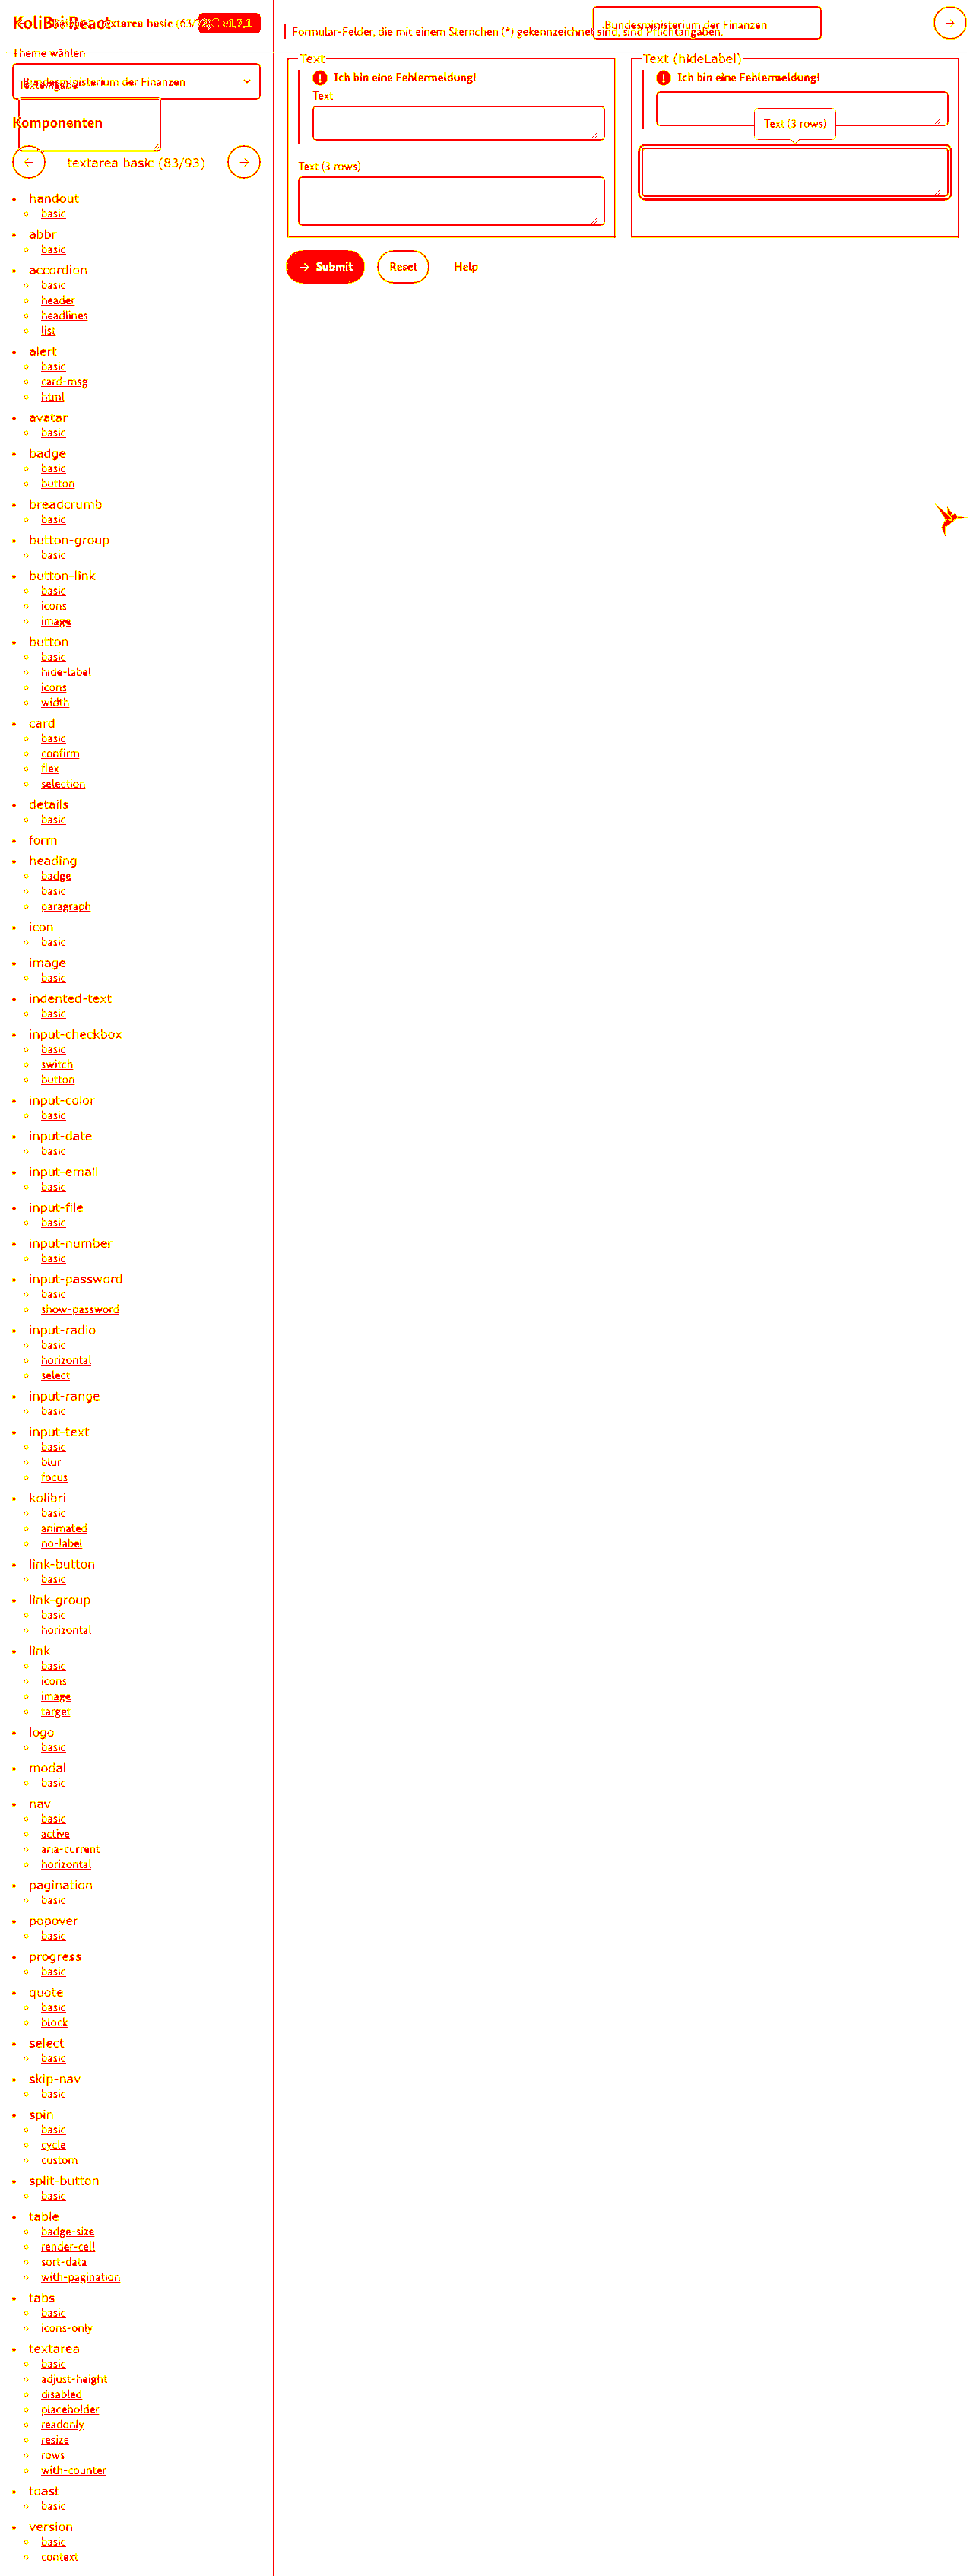 KoliBri React
v1.7.1
Formular-Felder, die mit einem Sternchen (*) gekennzeichnet sind, sind Pflichtangaben.
Bundesministerium der Finanzen
Theme wählen
Bundesministerium der Finanzen
Texteingabe
Komponenten
textarea basic (83/93)
Text
Ich bin eine Fehlermeldung!
Text
Text (3 rows)
Text (hideLabel)
Ich bin eine Fehlermeldung!
Text (3 rows)
Submit
Reset
Help
handout
basic
abbr
basic
accordion
basic
header
headlines
list
alert
basic
card-msg
html
avatar
basic
badge
basic
button
breadcrumb
basic
button-group
basic
button-link
basic
icons
image
button
basic
hide-label
icons
width
card
basic
confirm
flex
selection
details
basic
form
heading
badge
basic
paragraph
icon
basic
image
basic
indented-text
basic
input-checkbox
basic
switch
button
input-color
basic
input-date
basic
input-email
basic
input-file
basic
input-number
basic
input-password
basic
show-password
input-radio
basic
horizontal
select
input-range
basic
input-text
basic
blur
focus
kolibri
basic
animated
no-label
link-button
basic
link-group
basic
horizontal
link
basic
icons
image
target
logo
basic
modal
basic
nav
basic
active
aria-current
horizontal
pagination
basic
popover
basic
progress
basic
quote
basic
block
select
basic
skip-nav
basic
spin
basic
cycle
custom
split-button
basic
table
badge-size
render-cell
sort-data
with-pagination
tabs
basic
icons-only
textarea
basic
adjust-height
disabled
placeholder
readonly
resize
rows
with-counter
toast
basic
version
basic
context